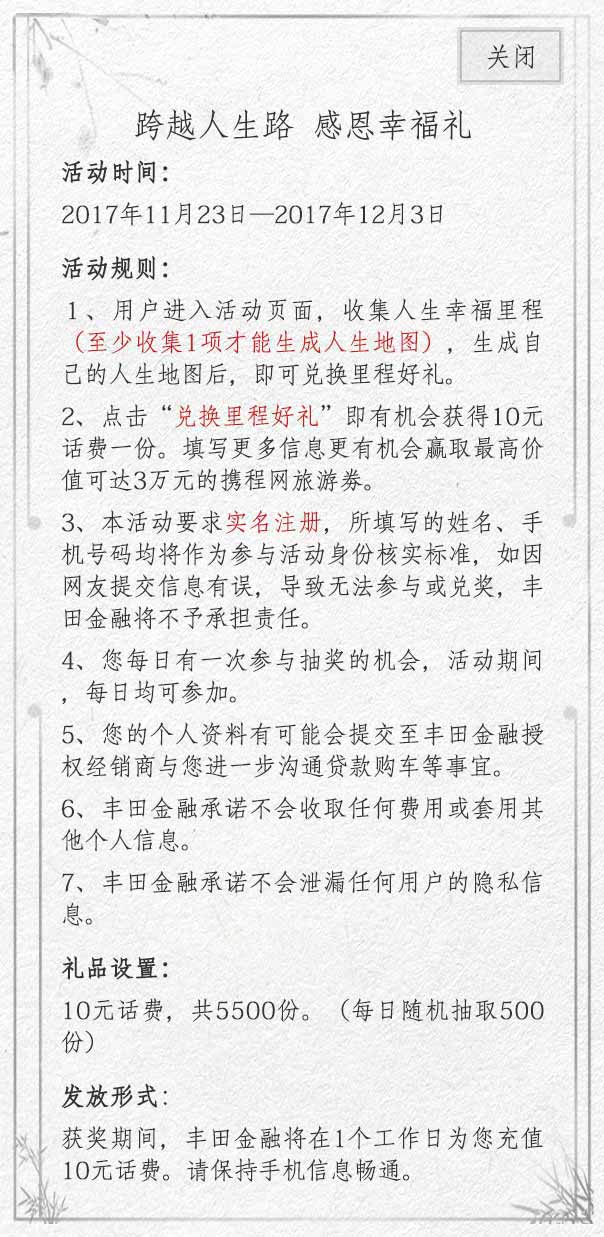 关闭
跨越人生路 感恩幸福礼
活动时间：
2017年11月23日—2017年12月3日
活动规则：
1、用户进入活动页面，收集人生幸福里程
（至少收集1项才能生成人生地图），生成自
己的人生地图后，即可兑换里程好礼。
2、点击“兑换里程好礼”即有机会获得10元
话费一份。填写更多信息更有机会赢取最高价
值可达3万元的携程网旅游券。
3、本活动要求实名注册，所填写的姓名、手
机号码均将作为参与活动身份核实标准，如因
网友提交信息有误，导致无法参与或兑奖，丰
田金融将不予承担责任。
4、您每日有一次参与抽奖的机会，活动期间
，每日均可参加。
5、您的个人资料有可能会提交至丰田金融授
权经销商与您进一步沟通贷款购车等事宜。
6、丰田金融承诺不会收取任何费用或套用其
他个人信息。
7、丰田金融承诺不会泄漏任何用户的隐私信
息。
礼品设置：
10元话费，共5500份。（每日随机抽取500
份）
发放形式：
获奖期间，丰田金融将在1个工作日为您充值
10元话费。请保持手机信息畅通。